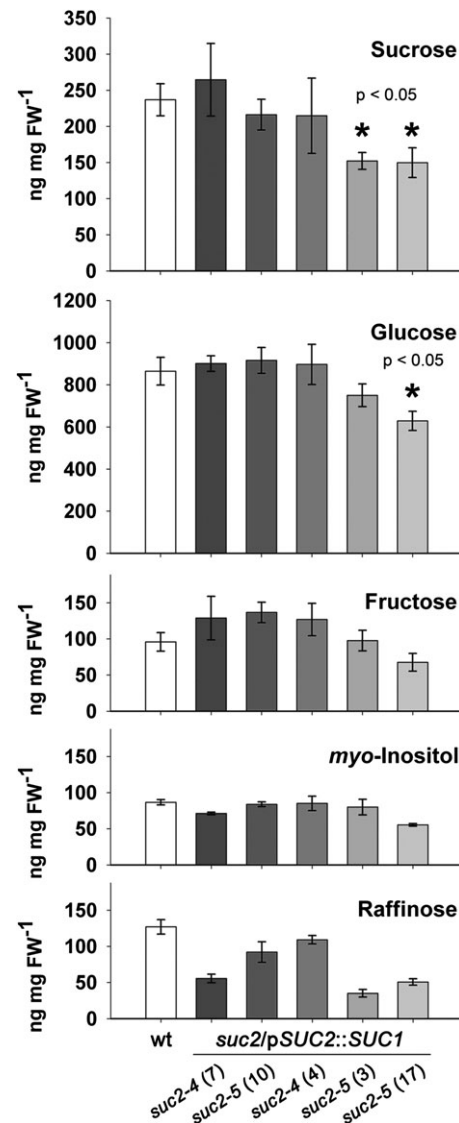 350
300
250
200
150
100
50
0
ng mg FW⁻¹
Sucrose
p < 0.05
* *
1200
1000
800
600
400
200
0
ng mg FW⁻¹
Glucose
p < 0.05
*
150
100
50
0
ng mg FW⁻¹
Fructose
150
100
50
0
ng mg FW⁻¹
myo-Inositol
150
100
50
0
ng mg FW⁻¹
Raffinose
wt suc2/pSUC2::SUC1
suc2-4 (7)
suc2-5 (10)
suc2-4 (4)
suc2-5 (3)
suc2-5 (17)